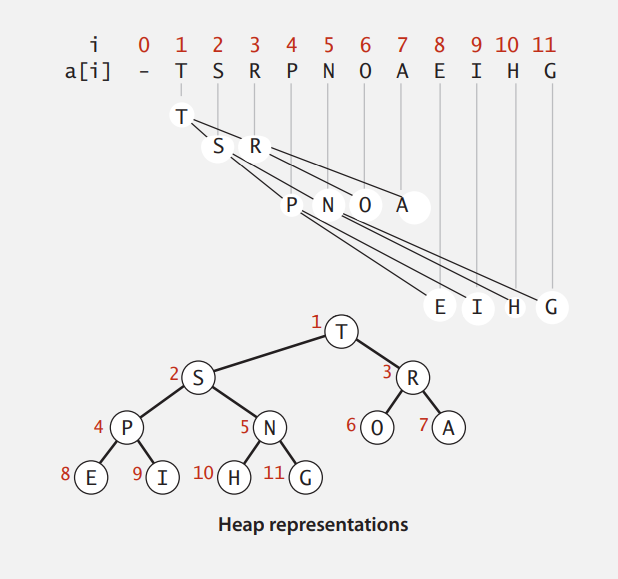 i 0 1 2 3 4 5 6 7 8 9 10 11
a[i] - T S R P N O A E I H G
T
S R
P N O A
E I H G
1 T
2 S 3 R
4 P 5 N 6 O 7 A
8 E 9 I 10 H 11 G
Heap representations